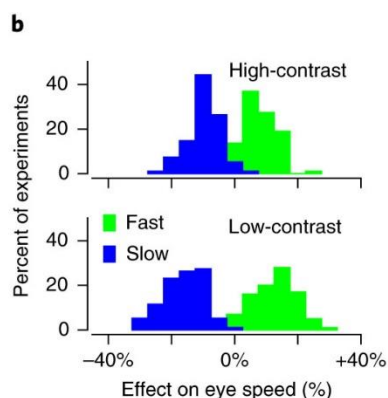 b
Percent of experiments
High-contrast
40
20
0
Fast
Slow
Low-contrast
40
20
0
–40%
0%
+40%
Effect on eye speed (%)